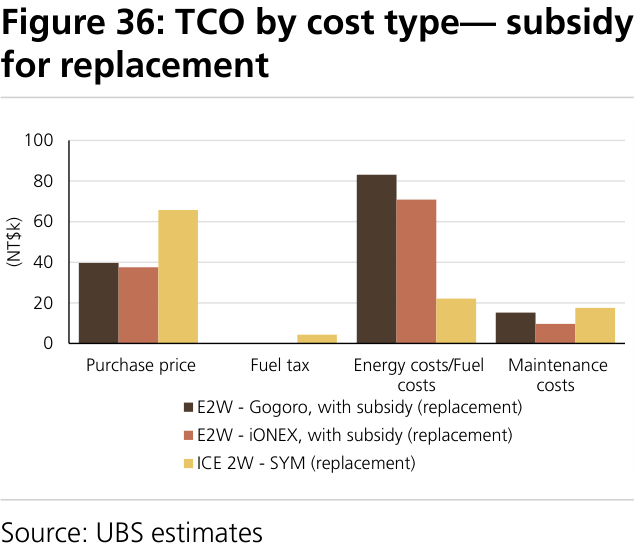 Figure 36: TCO by cost type— subsidy
for replacement
100
80
60
40
20
0
(NT$k)
Purchase price
Fuel tax
Energy costs/Fuel
costs
Maintenance
costs
E2W - Gogoro, with subsidy (replacement)
E2W - iONEX, with subsidy (replacement)
ICE 2W - SYM (replacement)
Source: UBS estimates